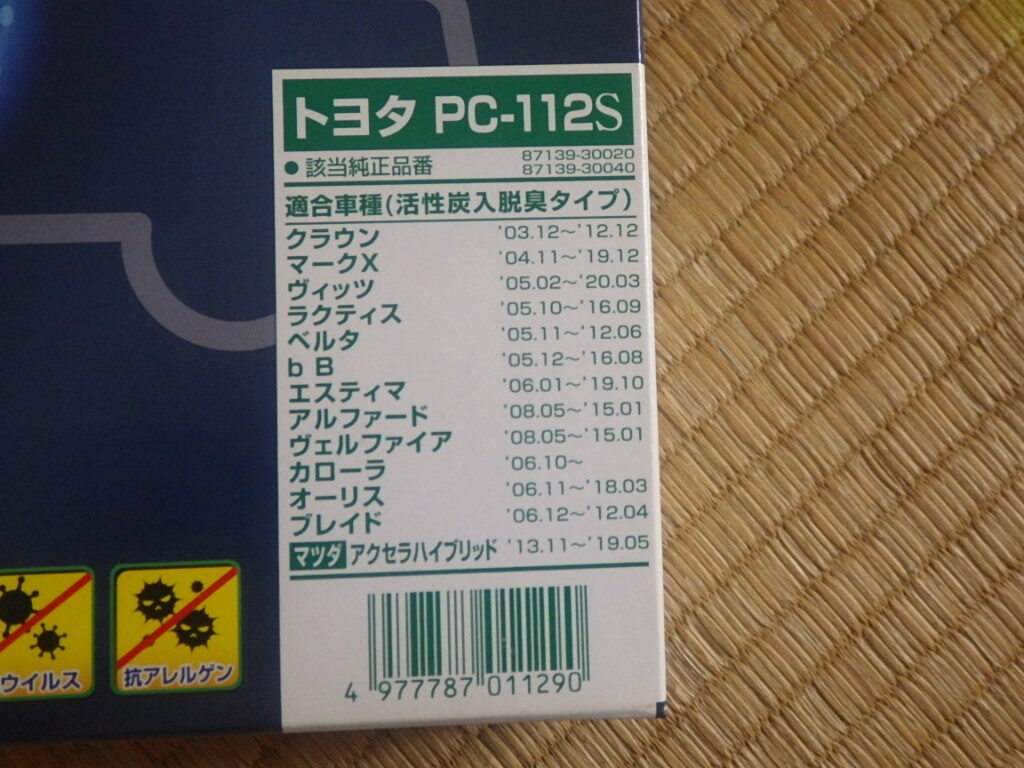 トヨタ PC-112S
●該当純正品番 87139-30020
87139-30040
適合車種(活性炭入脱臭タイプ)
クラウン '03.12～'12.12
マークX '04.11～'19.12
ヴィッツ '05.02～'20.03
ラクティス '05.10～'16.09
ベルタ '05.11～'12.06
b B '05.12～'16.08
エスティマ '06.01～'19.10
アルファード '08.05～'15.01
ヴェルファイア '08.05～'15.01
カローラ '06.10～
オーリス '06.11～'18.03
ブレイド '06.12～'12.04
マツダ アクセラハイブリッド '13.11～'19.05
4 977787 011290
ウイルス
抗アレルゲン